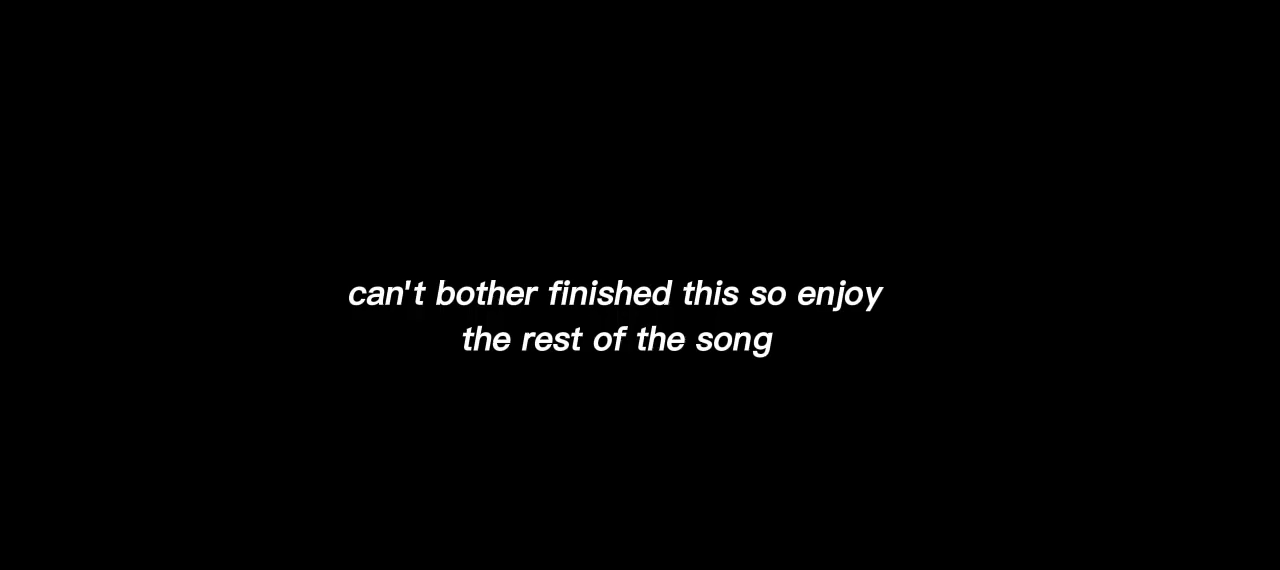 can't bother finished this so enjoy
the rest of the song